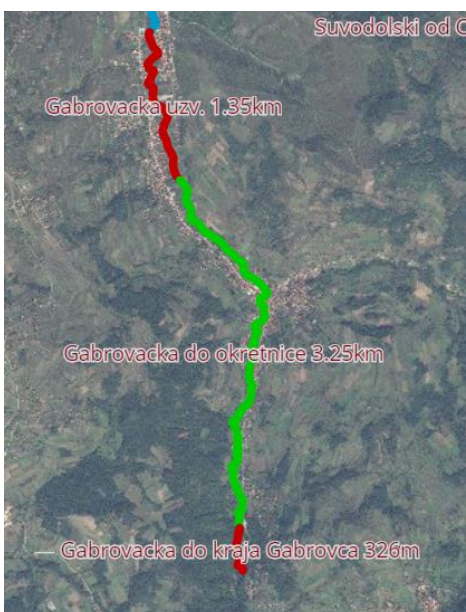 Suvodolski od C
Gabrovacka uzv. 1.35km
Gabrovacka do okretnice 3.25km
Gabrovacka do kraja Gabrovca 326m